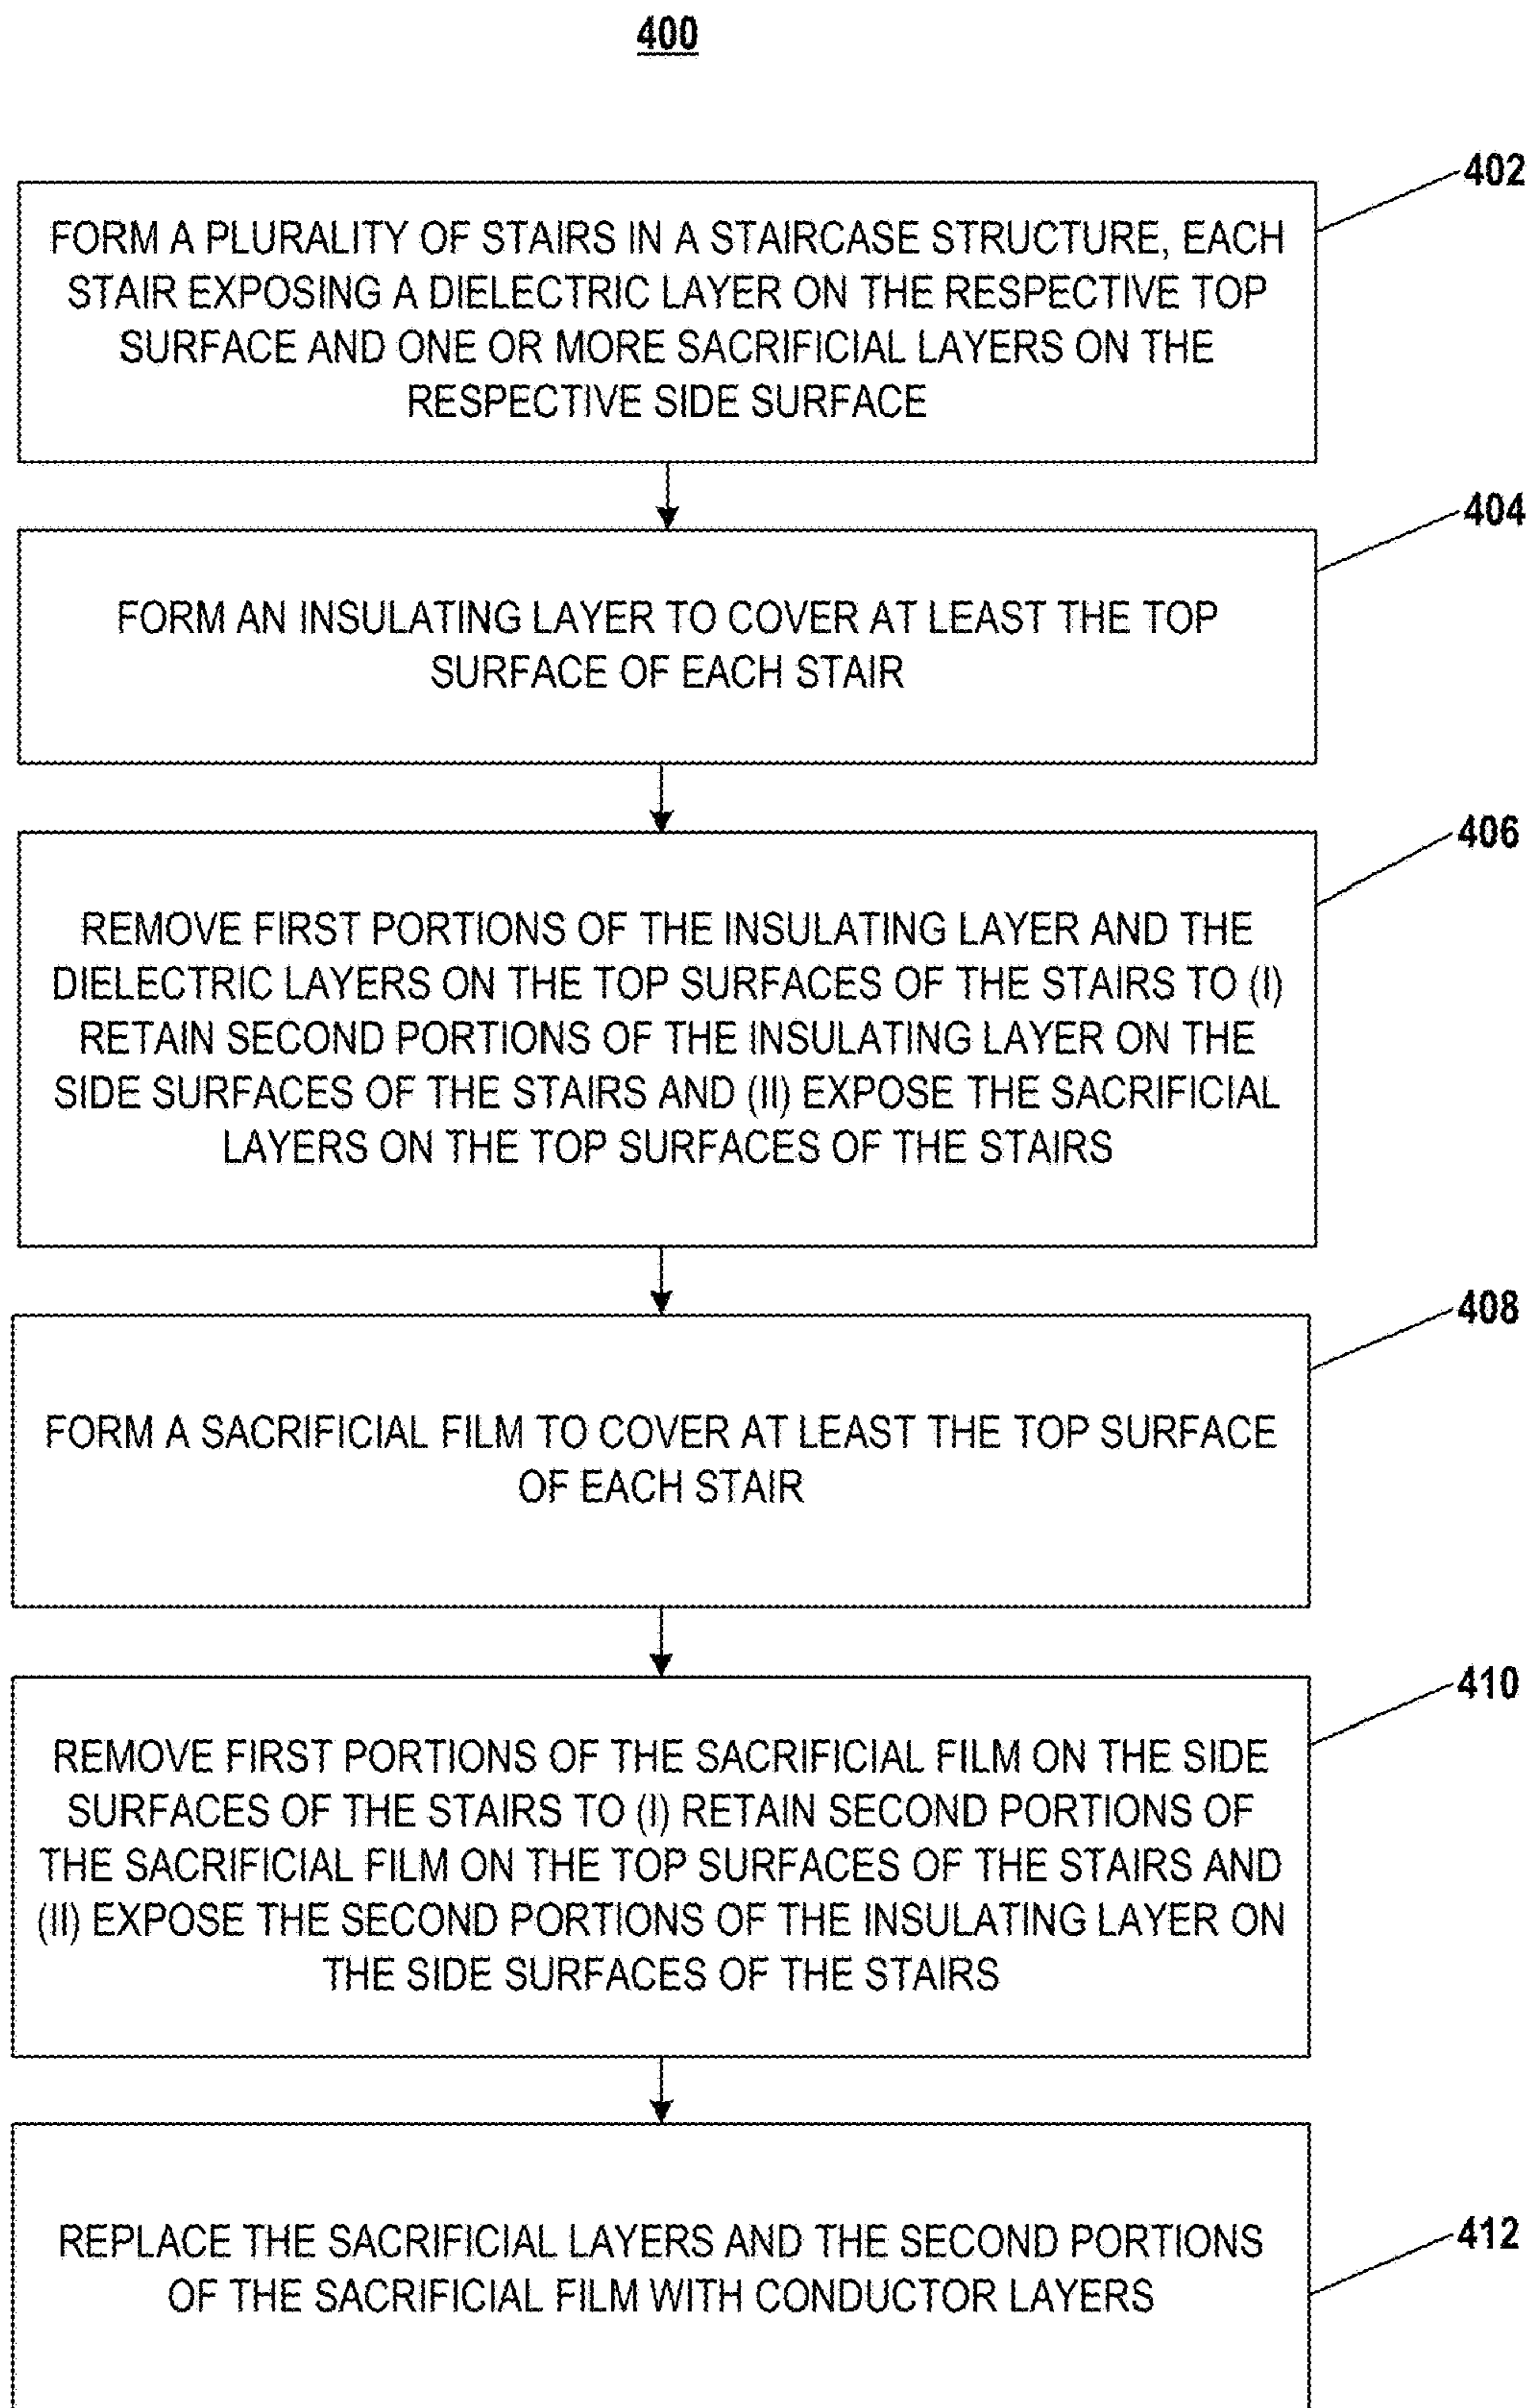 400
402
FORM A PLURALITY OF STAIRS IN A STAIRCASE STRUCTURE, EACH
STAIR EXPOSING A DIELECTRIC LAYER ON THE RESPECTIVE TOP
SURFACE AND ONE OR MORE SACRIFICIAL LAYERS ON THE
RESPECTIVE SIDE SURFACE
404
FORM AN INSULATING LAYER TO COVER AT LEAST THE TOP
SURFACE OF EACH STAIR
406
REMOVE FIRST PORTIONS OF THE INSULATING LAYER AND THE
DIELECTRIC LAYERS ON THE TOP SURFACES OF THE STAIRS TO (I)
RETAIN SECOND PORTIONS OF THE INSULATING LAYER ON THE
SIDE SURFACES OF THE STAIRS AND (II) EXPOSE THE SACRIFICIAL
LAYERS ON THE TOP SURFACES OF THE STAIRS
408
FORM A SACRIFICIAL FILM TO COVER AT LEAST THE TOP SURFACE
OF EACH STAIR
410
REMOVE FIRST PORTIONS OF THE SACRIFICIAL FILM ON THE SIDE
SURFACES OF THE STAIRS TO (I) RETAIN SECOND PORTIONS OF
THE SACRIFICIAL FILM ON THE TOP SURFACES OF THE STAIRS AND
(II) EXPOSE THE SECOND PORTIONS OF THE INSULATING LAYER ON
THE SIDE SURFACES OF THE STAIRS
412
REPLACE THE SACRIFICIAL LAYERS AND THE SECOND PORTIONS
OF THE SACRIFICIAL FILM WITH CONDUCTOR LAYERS